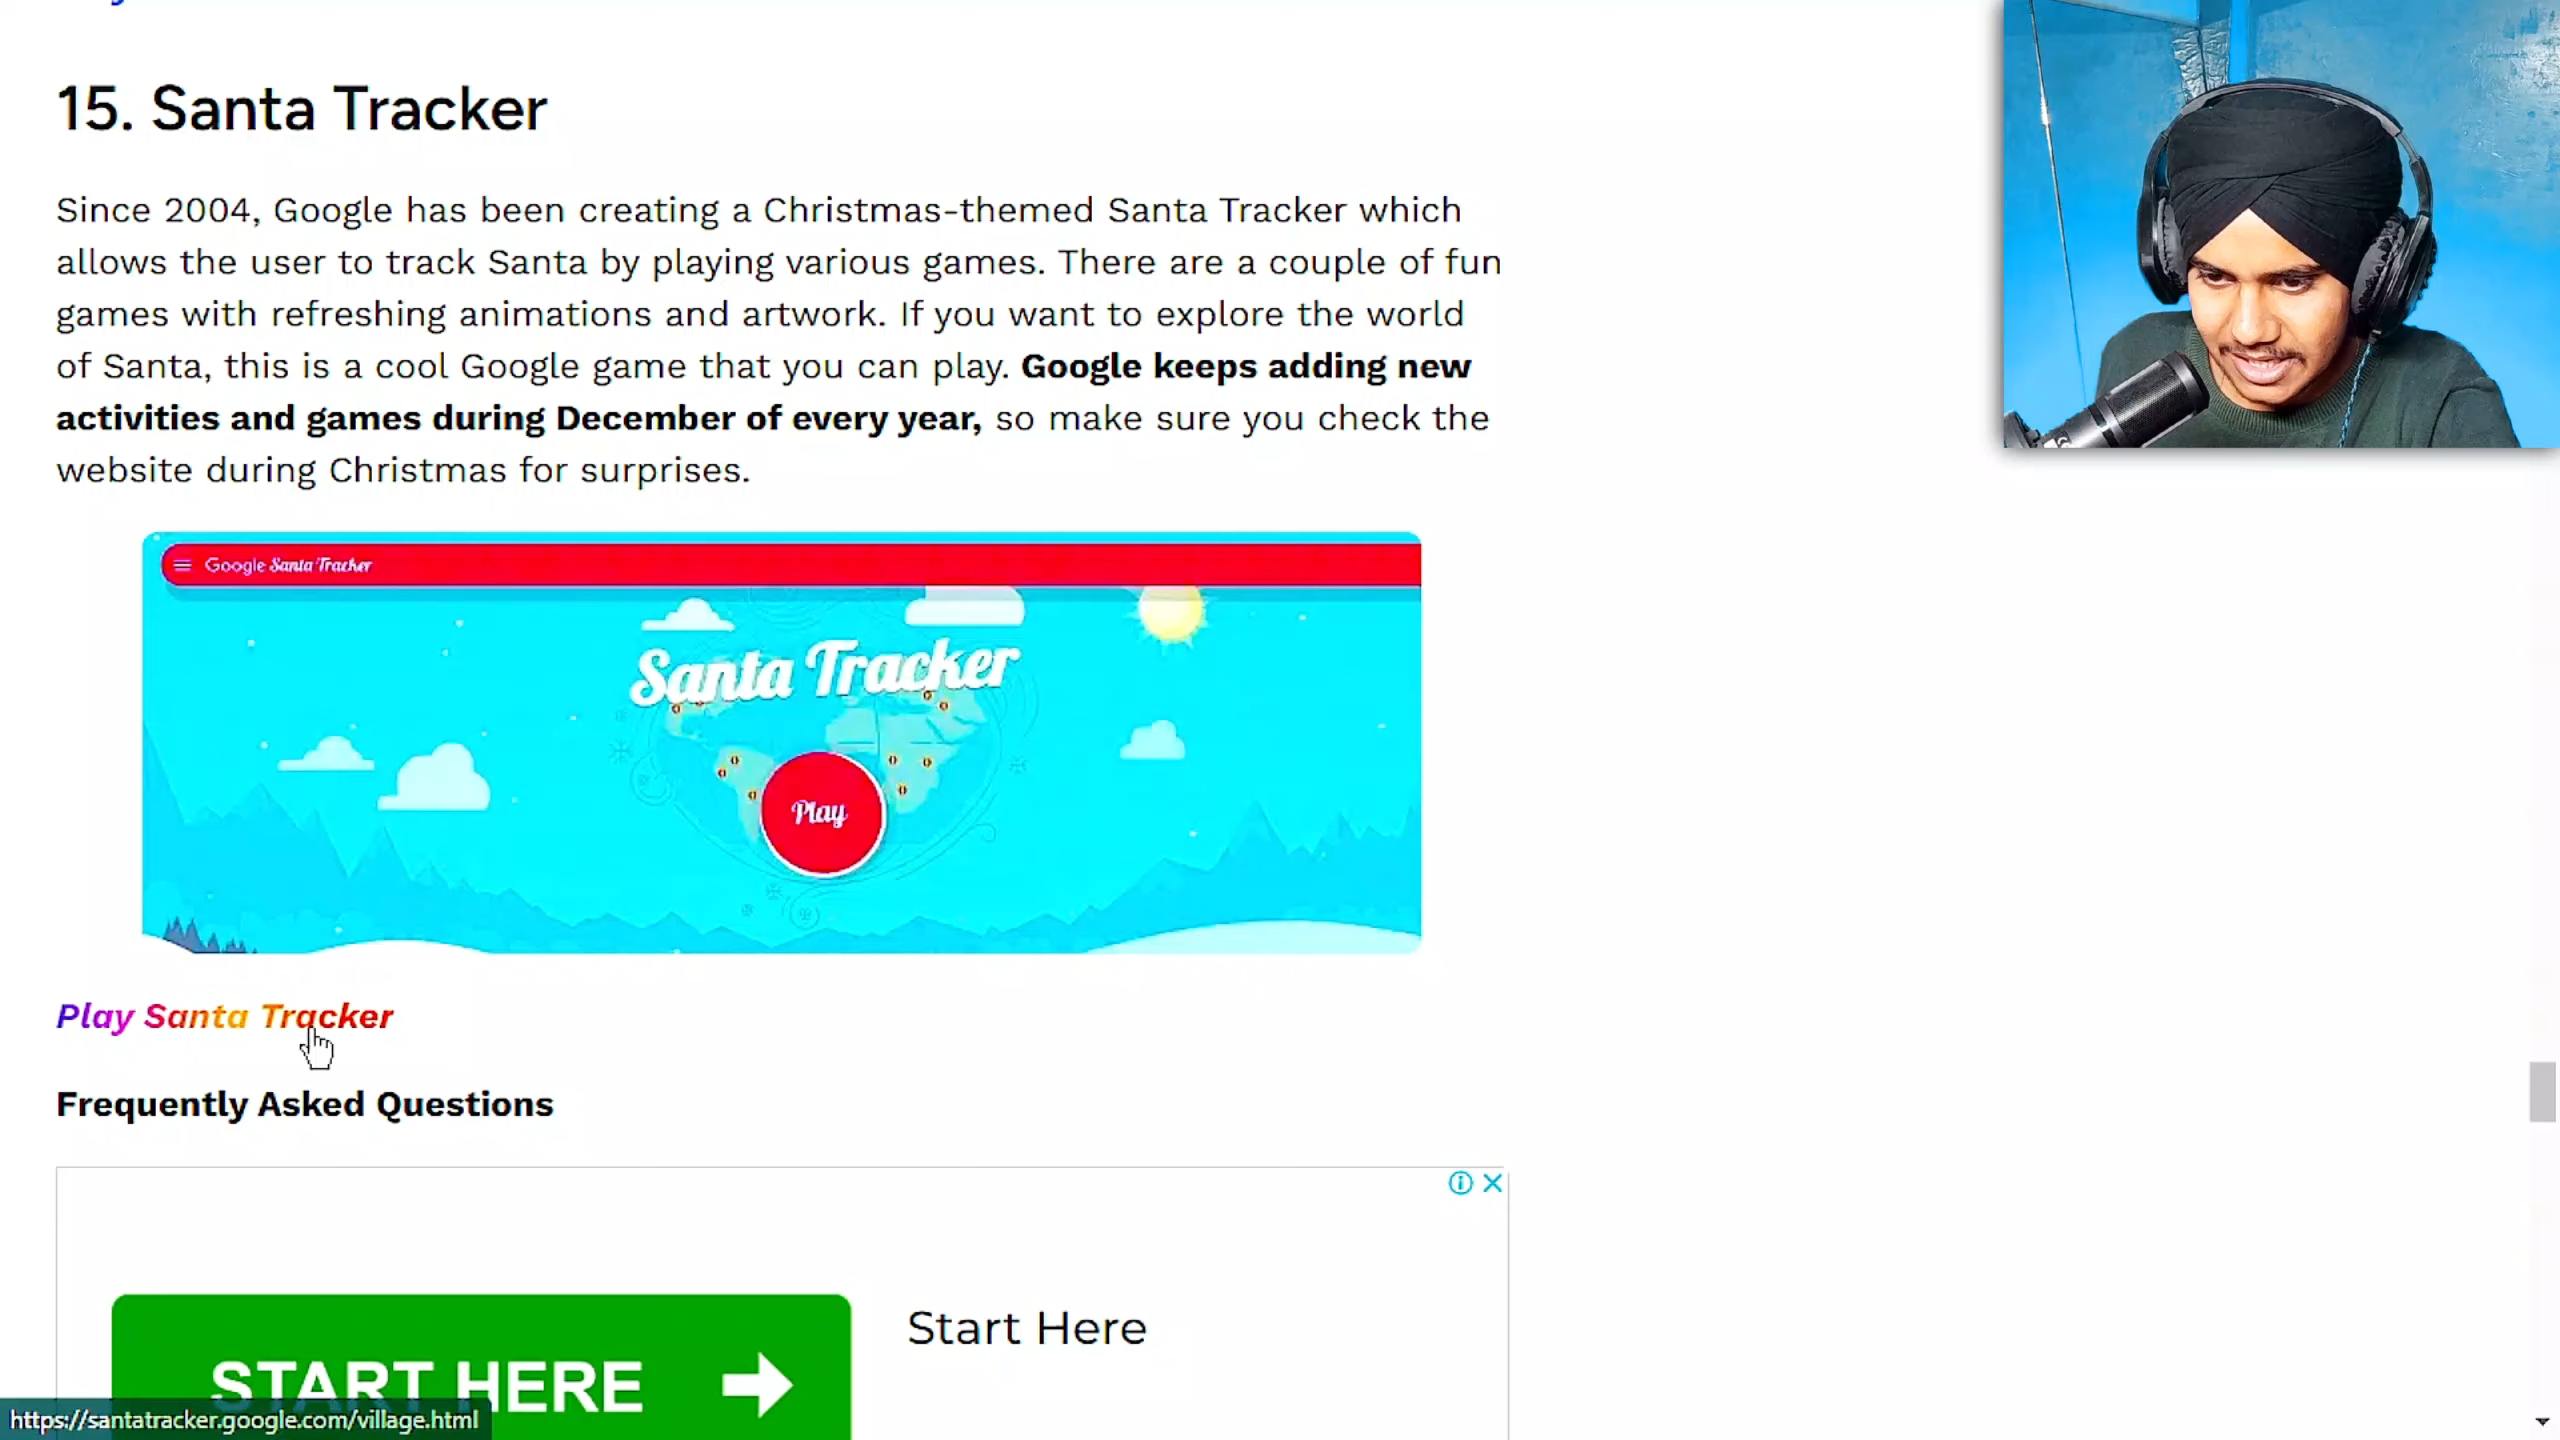 15. Santa Tracker
Since 2004, Google has been creating a Christmas-themed Santa Tracker which
allows the user to track Santa by playing various games. There are a couple of fun
games with refreshing animations and artwork. If you want to explore the world
of Santa, this is a cool Google game that you can play. Google keeps adding new
activities and games during December of every year, so make sure you check the
website during Christmas for surprises.
Google Santa Tracker
Santa Tracker
Play
Play Santa Tracker
Frequently Asked Questions
START HERE
Start Here
https://santatracker.google.com/village.html